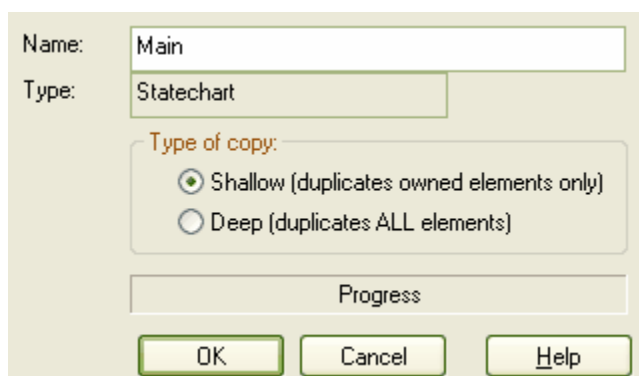 Name: Main
Type: Statechart
Type of copy:
Shallow (duplicates owned elements only)
Deep (duplicates ALL elements)
Progress
OK Cancel Help